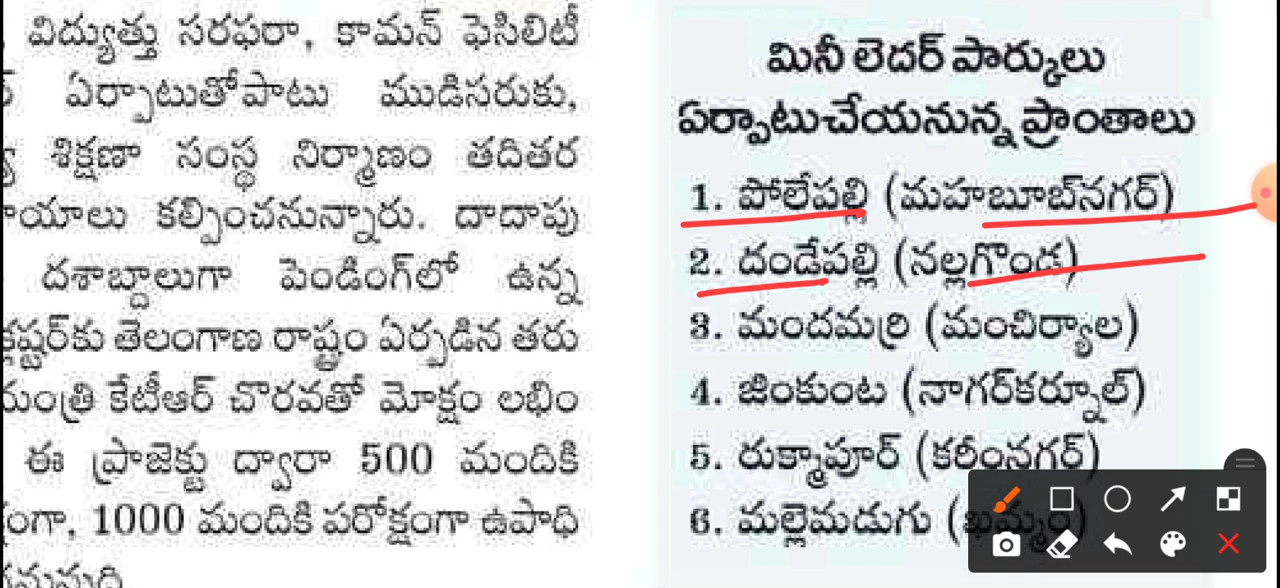 విద్యుత్తు సరఫరా, కామన్ ఫెసిలిటీ
ఏర్పాటుతోపాటు ముడిసరుకు,
శిక్షణా సంస్థ నిర్మాణం తదితర
కల్పించనున్నారు. దాదాపు
దశాబ్దాలుగా పెండింగ్‌లో ఉన్న
తెలంగాణ రాష్ట్రం ఏర్పడిన తరు
కేటీఆర్ చొరవతో మోక్షం లభిం
ఈ ప్రాజెక్టు ద్వారా 500 మందికి
1000 మందికి పరోక్షంగా ఉపాధి
మినీ లెదర్ పార్కులు
ఏర్పాటుచేయనున్న ప్రాంతాలు
1. పోలేపల్లి (మహబూబ్‌నగర్)
2. దండేపల్లి (నల్లగొండ)
3. మందమర్రి (మంచిర్యాల)
4. జింకుంట (నాగర్‌కర్నూల్)
5. రుక్మాపూర్ (కరీంనగర్)
6. మల్లెమడుగు (ఖమ్మం)